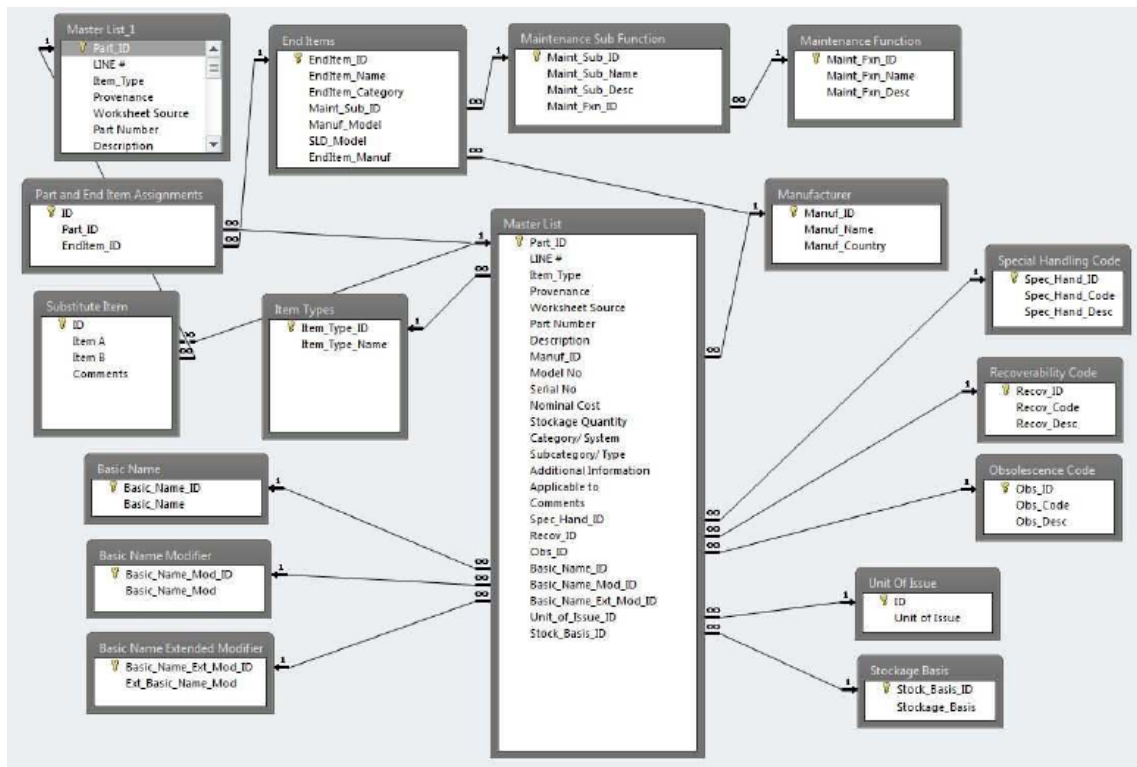 Master List_1
Part_ID
LINE #
Item_Type
Provenance
Worksheet Source
Part Number
Description
End Items
EndItem_ID
EndItem_Name
EndItem_Category
Maint_Sub_ID
Manuf_Model
SLD_Model
EndItem_Manuf
Maintenance Sub Function
Maint_Sub_ID
Maint_Sub_Name
Maint_Sub_Desc
Maint_Fxn_ID
Maintenance Function
Maint_Fxn_ID
Maint_Fxn_Name
Maint_Fxn_Desc
Part and End Item Assignments
ID
Part_ID
EndItem_ID
Manufacturer
Manuf_ID
Manuf_Name
Manuf_Country
Master List
Part_ID
LINE #
Item_Type
Provenance
Worksheet Source
Part Number
Description
Manuf_ID
Model No
Serial No
Nominal Cost
Stockage Quantity
Category/ System
Subcategory/ Type
Additional Information
Applicable to
Comments
Spec_Hand_ID
Recov_ID
Obs_ID
Basic_Name_ID
Basic_Name_Mod_ID
Basic_Name_Ext_Mod_ID
Unit_of_Issue_ID
Stock_Basis_ID
Substitute Item
ID
Item A
Item B
Comments
Item Types
Item_Type_ID
Item_Type_Name
Special Handling Code
Spec_Hand_ID
Spec_Hand_Code
Spec_Hand_Desc
Recoverability Code
Recov_ID
Recov_Code
Recov_Desc
Obsolescence Code
Obs_ID
Obs_Code
Obs_Desc
Basic Name
Basic_Name_ID
Basic_Name
Basic Name Modifier
Basic_Name_Mod_ID
Basic_Name_Mod
Basic Name Extended Modifier
Basic_Name_Ext_Mod_ID
Ext_Basic_Name_Mod
Unit Of Issue
ID
Unit of Issue
Stockage Basis
Stock_Basis_ID
Stockage_Basis